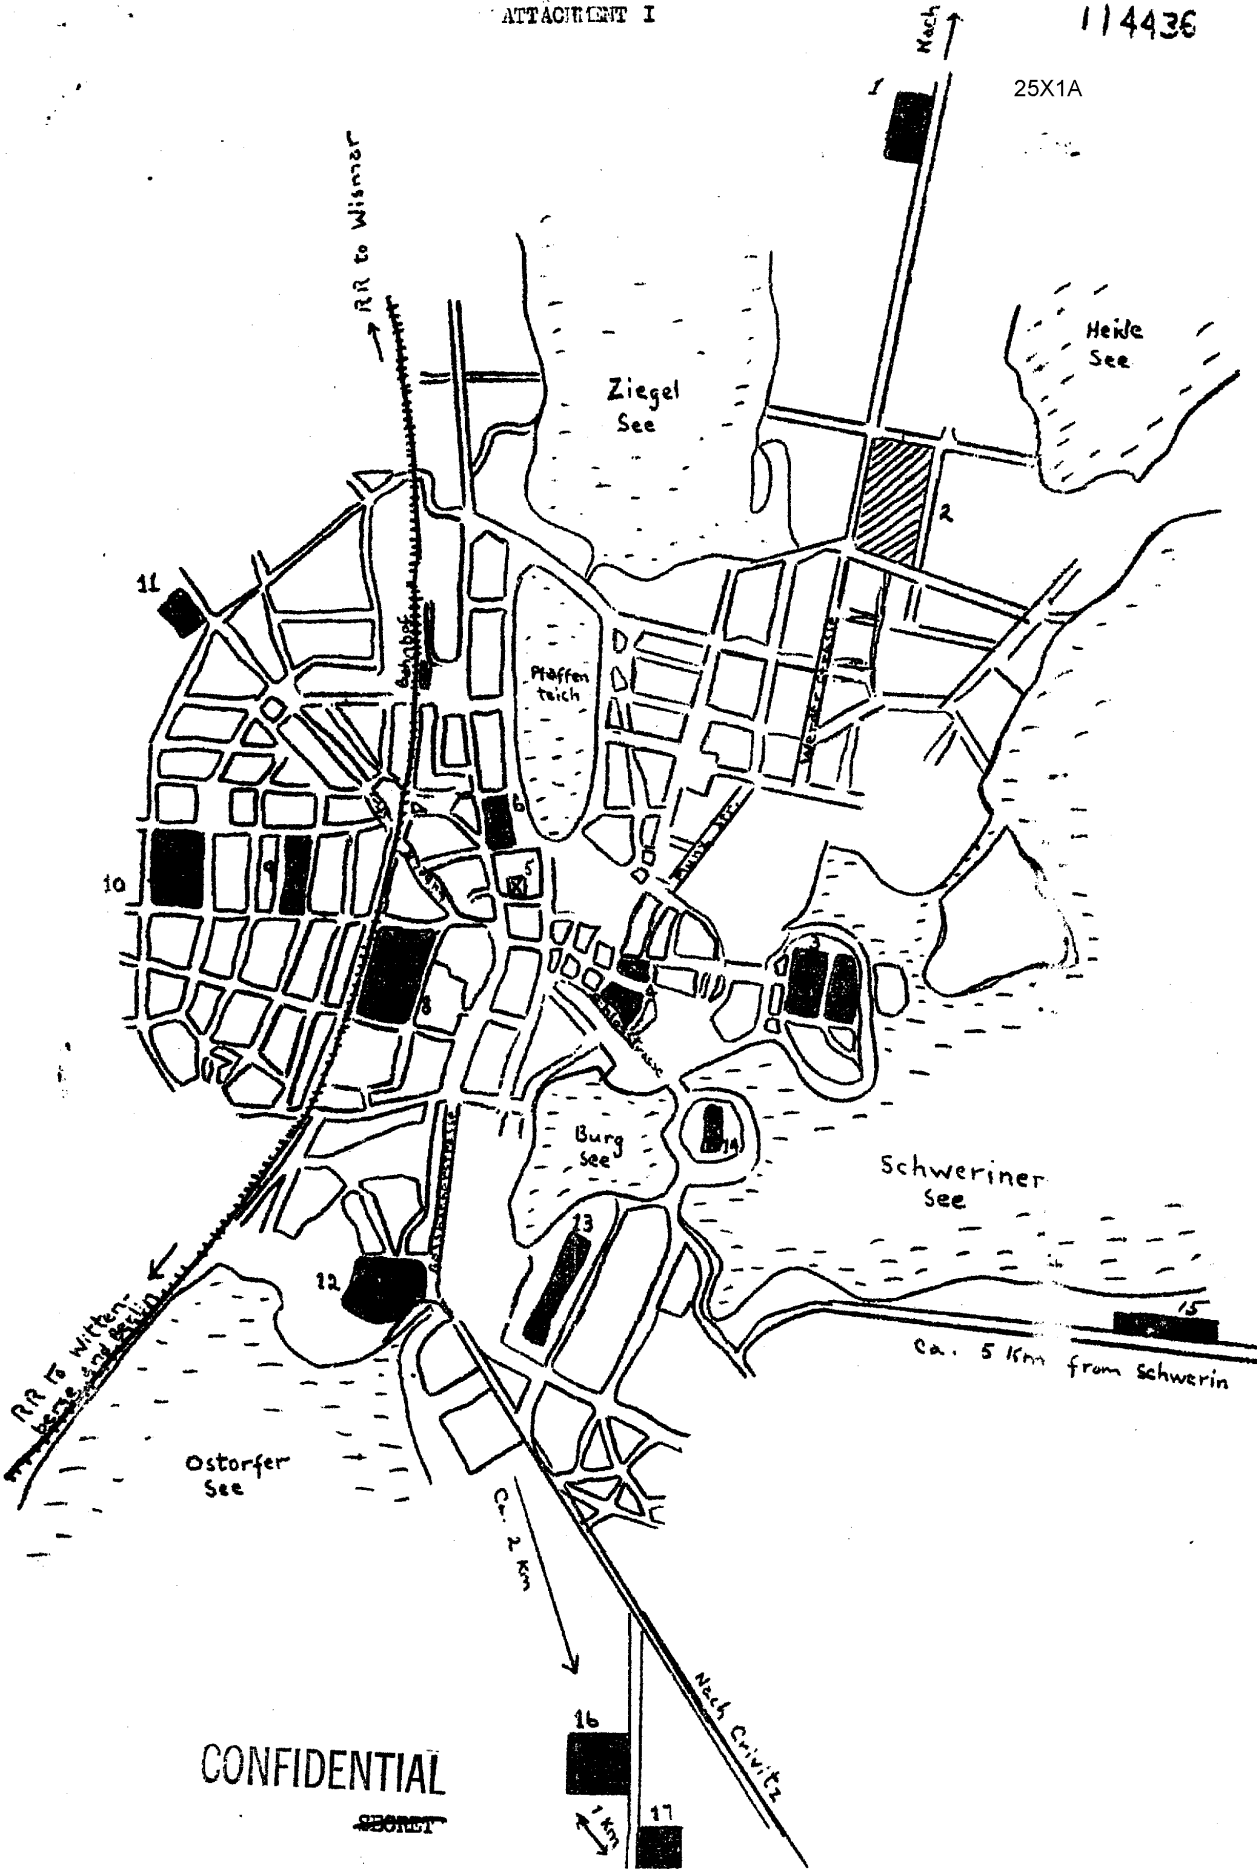 ATTACHMENT I
114436
Nach
25X1A
1
RR to Wismar
Heide
See
Ziegel
See
2
11
Bahnhof
Pfaffen
teich
Werder strasse
6
5
9
10
3
4
8
Burg
See
14
Schweriner
See
13
12
15
Ca. 5 Km from Schwerin
RR to Witten-
berge and Berlin
Ostorfer
See
Ca. 2 Km
Nach Crivitz
16
1 Km
17
CONFIDENTIAL
SECRET